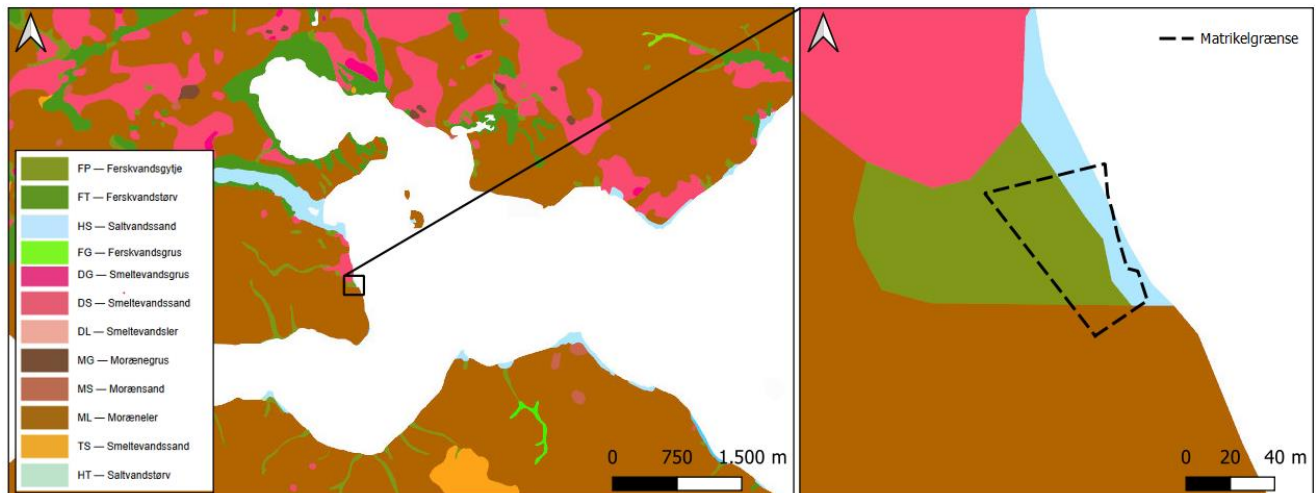 FP — Ferskvandsgytje
FT — Ferskvandstørv
HS — Saltvandssand
FG — Ferskvandsgrus
DG — Smeltevandsgrus
DS — Smeltevandssand
DL — Smeltevandsler
MG — Morænegrus
MS — Morænsand
ML — Moræneler
TS — Smeltevandssand
HT — Saltvandstørv
0 750 1.500 m
Matrikelgrænse
0 20 40 m